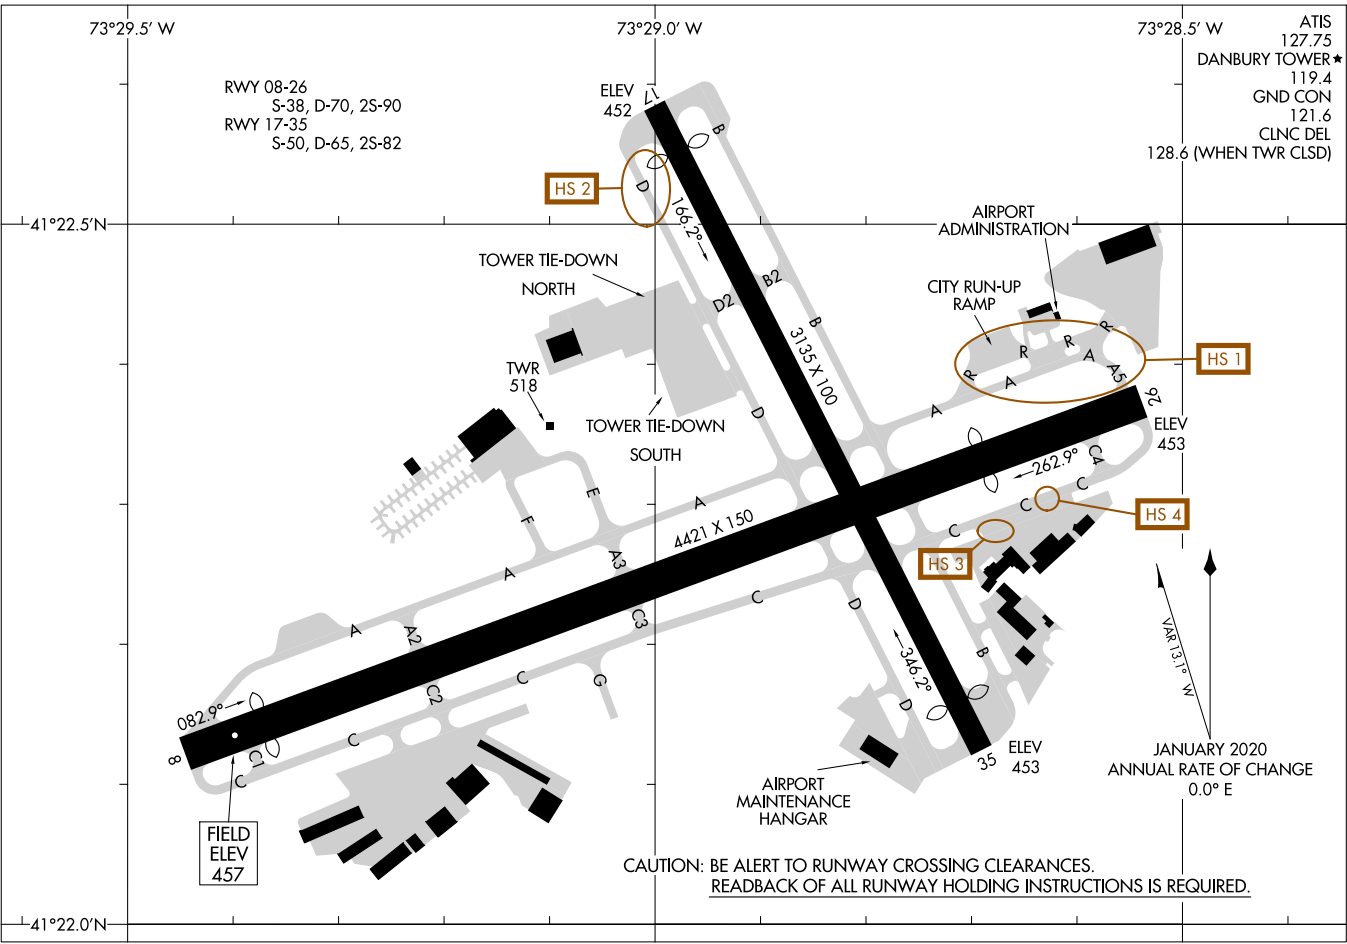 73°29.5' W
73°29.0' W
73°28.5' W
ATIS
127.75
DANBURY TOWER★
119.4
GND CON
121.6
CLNC DEL
128.6 (WHEN TWR CLSD)
RWY 08-26
S-38, D-70, 2S-90
RWY 17-35
S-50, D-65, 2S-82
ELEV
452
17
B
HS 2
D
166.2°
41°22.5'N
AIRPORT
ADMINISTRATION
TOWER TIE-DOWN
NORTH
D2
B2
B
CITY RUN-UP
RAMP
R
R
R
R
A
A
A5
HS 1
3135 X 100
TWR
518
TOWER TIE-DOWN
SOUTH
D
A
26
ELEV
453
262.9°
C4
C
C
C
HS 4
HS 3
E
F
A
4421 X 150
A3
A
C3
C
D
B
346.2°
D
A
A2
C2
C
G
082.9°
8
C1
C
C
35
ELEV
453
VAR 13.1° W
JANUARY 2020
ANNUAL RATE OF CHANGE
0.0° E
AIRPORT
MAINTENANCE
HANGAR
FIELD
ELEV
457
CAUTION: BE ALERT TO RUNWAY CROSSING CLEARANCES.
READBACK OF ALL RUNWAY HOLDING INSTRUCTIONS IS REQUIRED.
41°22.0'N